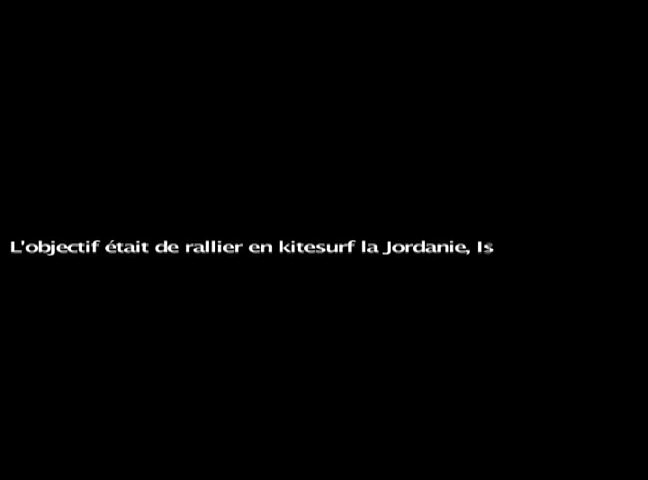 L'objectif était de rallier en kitesurf la Jordanie, Is